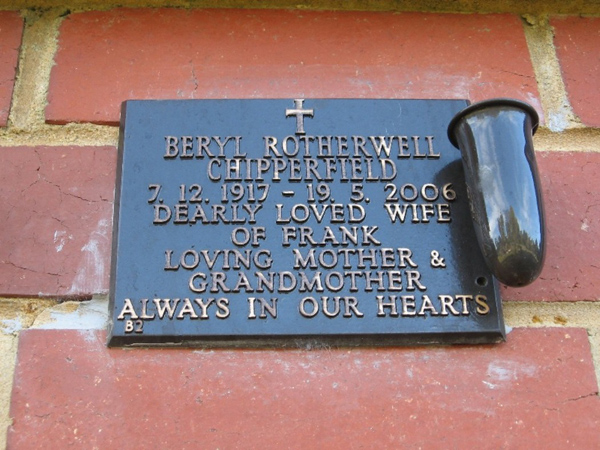 BERYL ROTHERWELL
CHIPPERFIELD
7. 12. 1917 - 19. 5. 2006
DEARLY LOVED WIFE
OF FRANK
LOVING MOTHER &
GRANDMOTHER
ALWAYS IN OUR HEARTS
B2